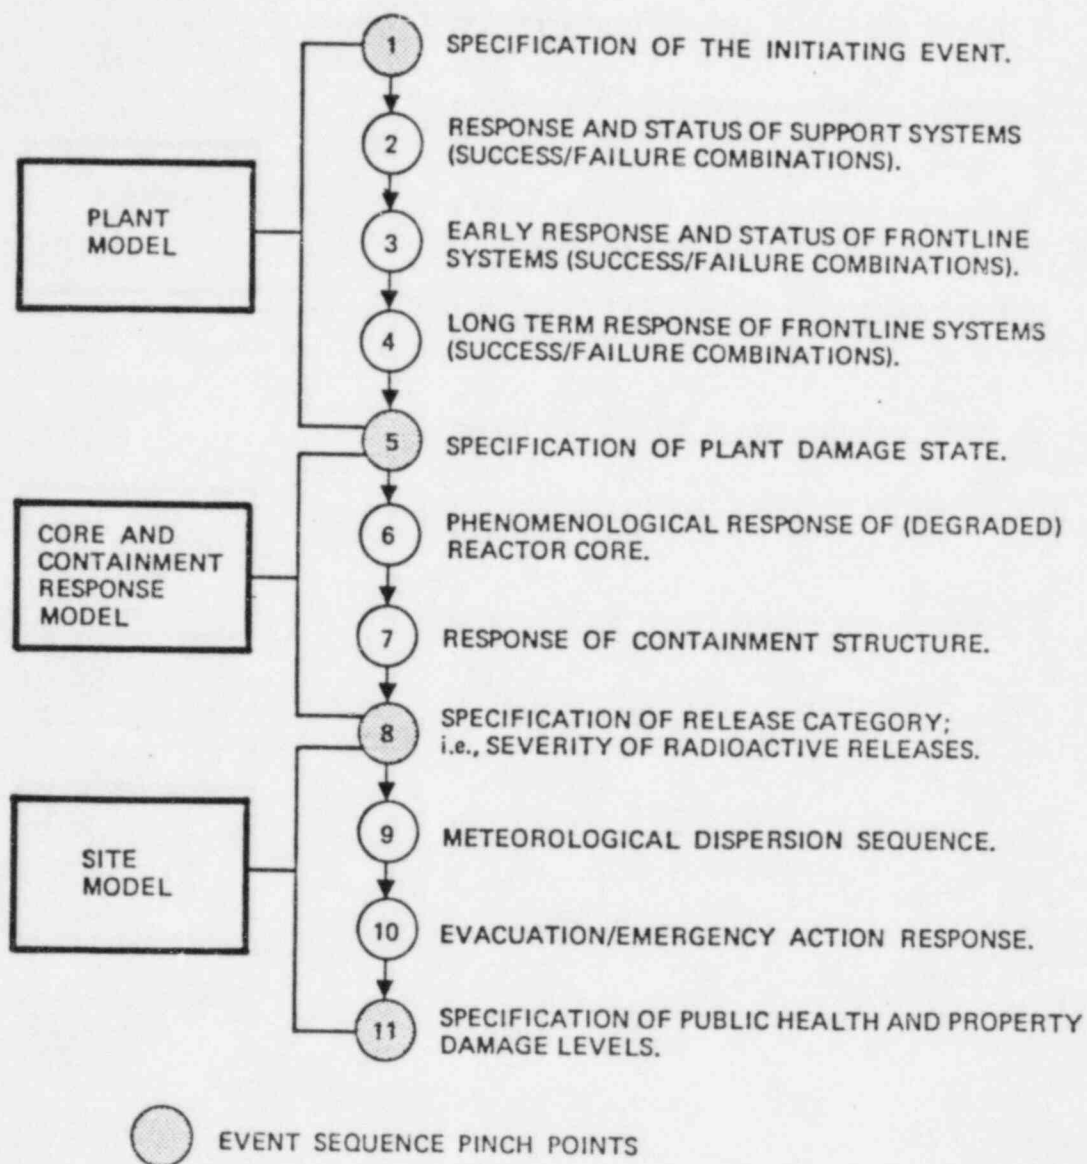 1 SPECIFICATION OF THE INITIATING EVENT.
2 RESPONSE AND STATUS OF SUPPORT SYSTEMS
(SUCCESS/FAILURE COMBINATIONS).
PLANT
MODEL
3 EARLY RESPONSE AND STATUS OF FRONTLINE
SYSTEMS (SUCCESS/FAILURE COMBINATIONS).
4 LONG TERM RESPONSE OF FRONTLINE SYSTEMS
(SUCCESS/FAILURE COMBINATIONS).
5 SPECIFICATION OF PLANT DAMAGE STATE.
CORE AND
CONTAINMENT
RESPONSE
MODEL
6 PHENOMENOLOGICAL RESPONSE OF (DEGRADED)
REACTOR CORE.
7 RESPONSE OF CONTAINMENT STRUCTURE.
8 SPECIFICATION OF RELEASE CATEGORY;
i.e., SEVERITY OF RADIOACTIVE RELEASES.
SITE
MODEL
9 METEOROLOGICAL DISPERSION SEQUENCE.
10 EVACUATION/EMERGENCY ACTION RESPONSE.
11 SPECIFICATION OF PUBLIC HEALTH AND PROPERTY
DAMAGE LEVELS.
EVENT SEQUENCE PINCH POINTS